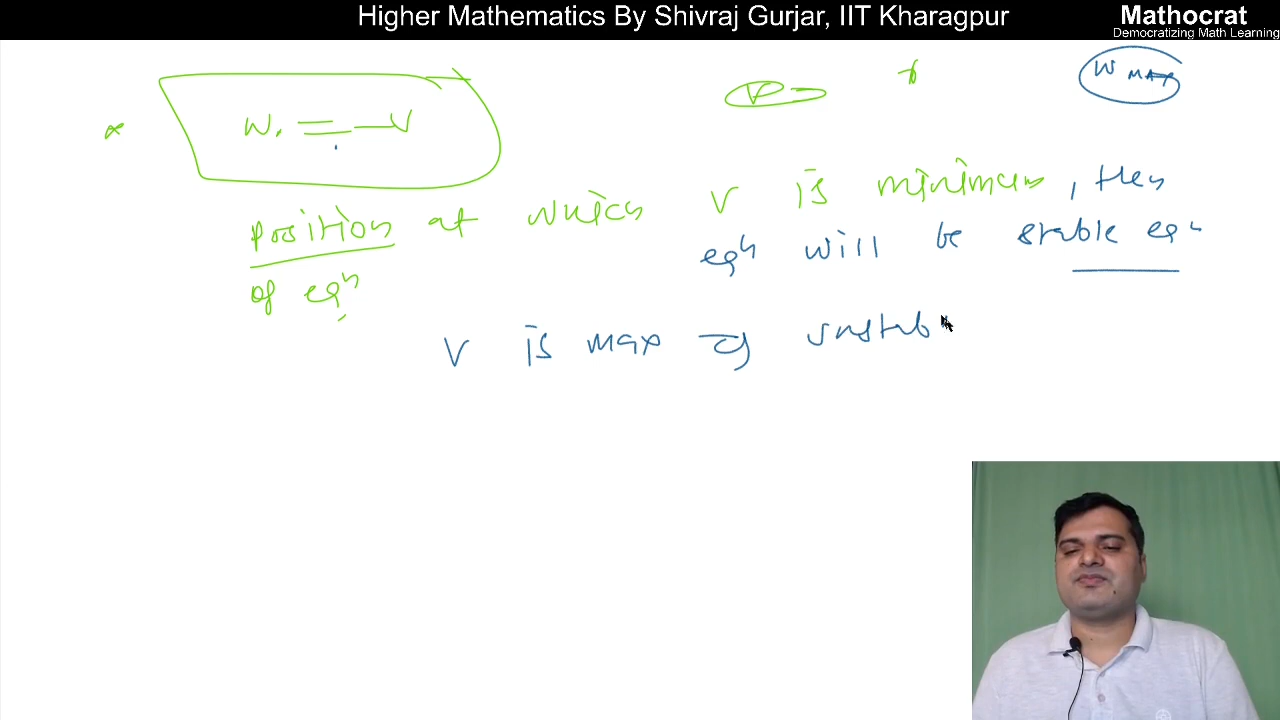 Higher Mathematics By Shivraj Gurjar, IIT Kharagpur
Mathocrat
Democratizing Math Learning
W MAX
W. = -V
position at which V is minimum, then
of eqn eqn will be stable eqn
V is max => unstab